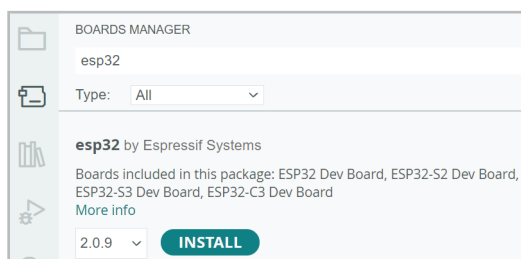 BOARDS MANAGER
esp32
Type: All
esp32 by Espressif Systems
Boards included in this package: ESP32 Dev Board, ESP32-S2 Dev Board,
ESP32-S3 Dev Board, ESP32-C3 Dev Board
More info
2.0.9 INSTALL